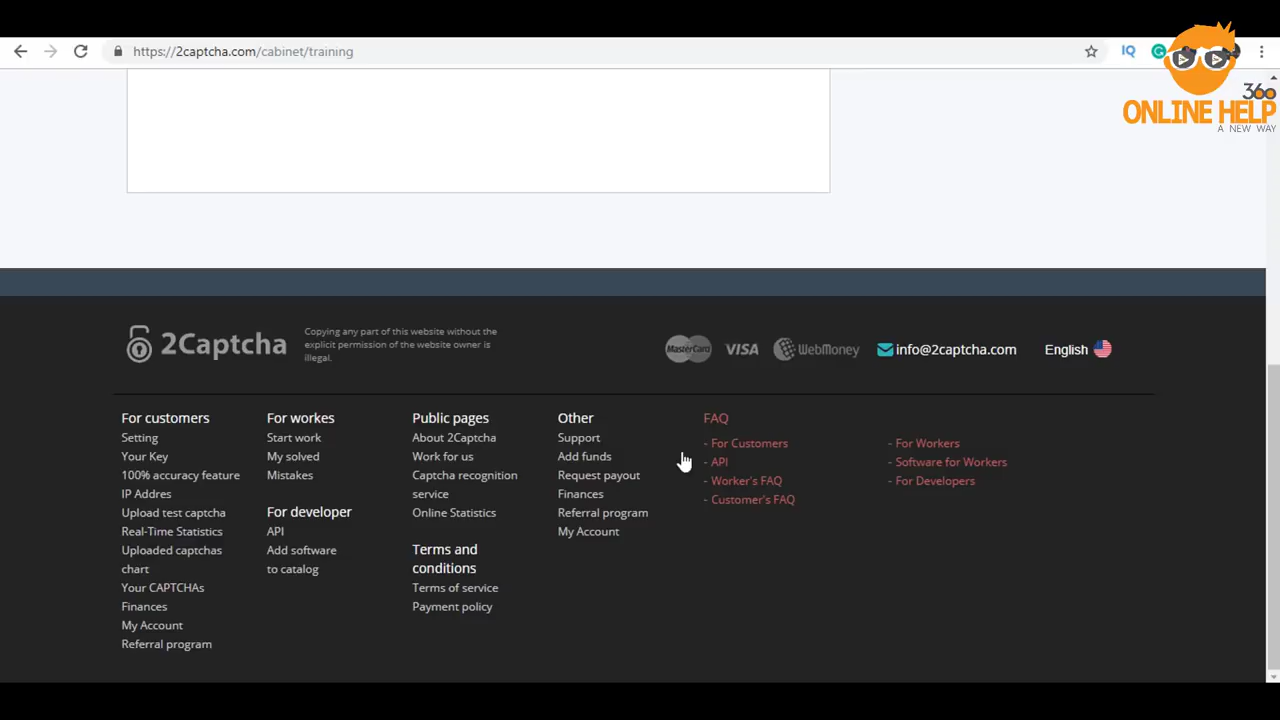 https://2captcha.com/cabinet/training
IQ
360
ONLINE HELP
A NEW WAY
2Captcha
Copying any part of this website without the
explicit permission of the website owner is
illegal.
MasterCard
VISA
WebMoney
info@2captcha.com
English
For customers
Setting
Your Key
100% accuracy feature
IP Addres
Upload test captcha
Real-Time Statistics
Uploaded captchas
chart
Your CAPTCHAs
Finances
My Account
Referral program
For workes
Start work
My solved
Mistakes
For developer
API
Add software
to catalog
Public pages
About 2Captcha
Work for us
Captcha recognition
service
Online Statistics
Terms and
conditions
Terms of service
Payment policy
Other
Support
Add funds
Request payout
Finances
Referral program
My Account
FAQ
- For Customers
- API
- Worker's FAQ
- Customer's FAQ
- For Workers
- Software for Workers
- For Developers